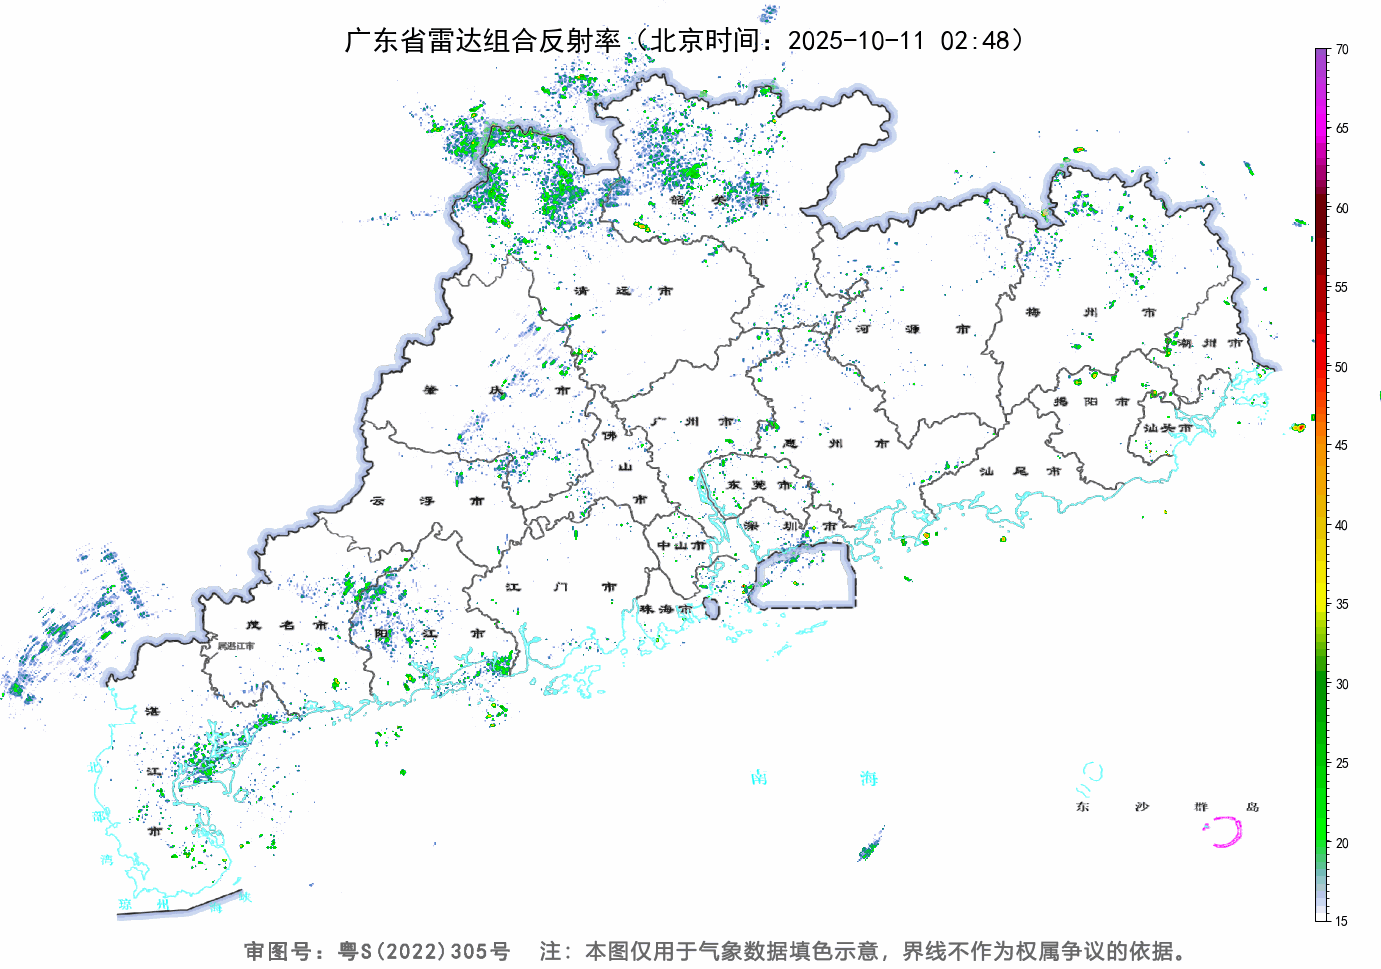 广东省雷达组合反射率（北京时间：2025-10-11 02:48）
70
65
60
55
50
45
40
35
30
25
20
15
韶关市
清远市
河源市
梅州市
潮州市
肇庆市
揭阳市
汕头市
广州市
佛山市
惠州市
汕尾市
云浮市
东莞市
深圳市
中山市
江门市
珠海市
茂名市
属湛江市
阳江市
湛江市
北部湾
南海
东沙群岛
琼州海峡
审图号：粤S(2022)305号 注：本图仅用于气象数据填色示意，界线不作为权属争议的依据。